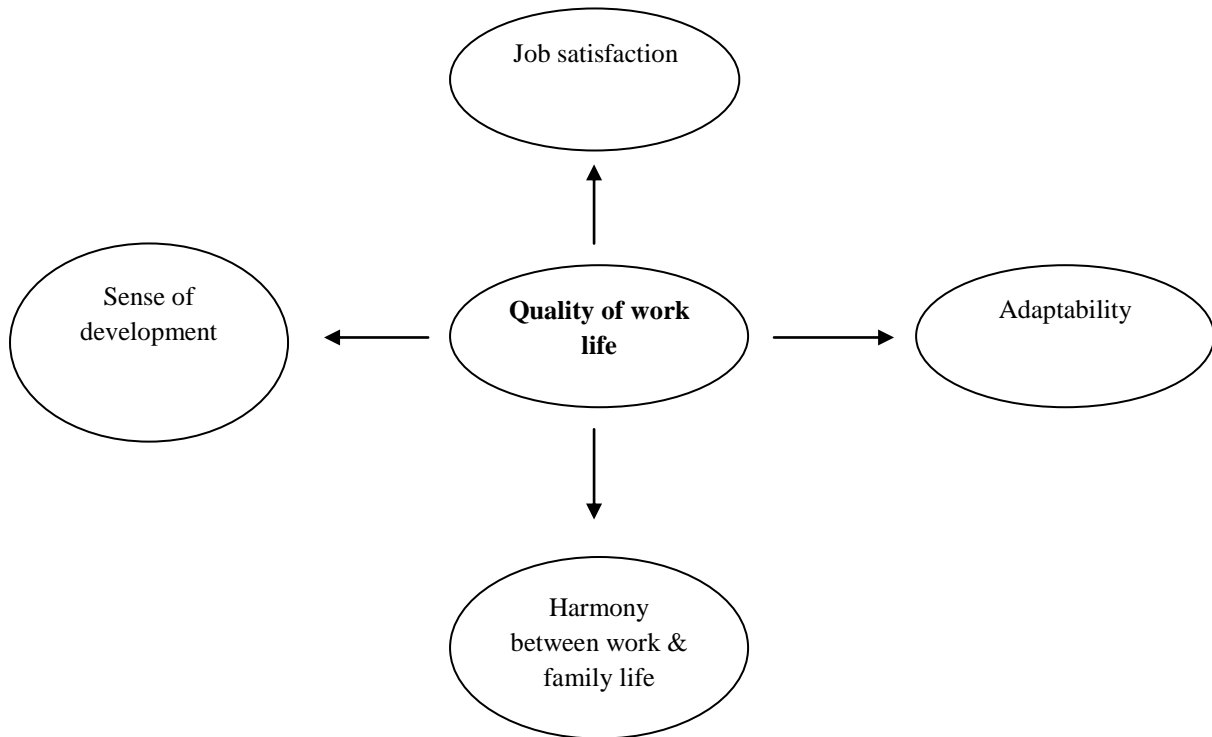 Job satisfaction
Sense of
development
Quality of work
life
Adaptability
Harmony
between work &
family life